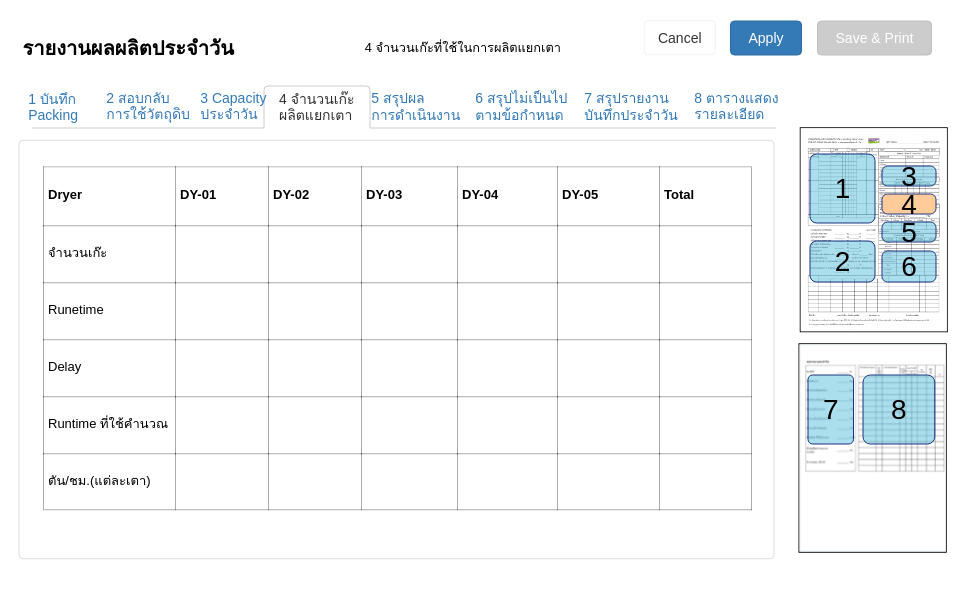 รายงานผลผลิตประจำวัน
4 จำนวนเก๊ะที่ใช้ในการผลิตแยกเตา
Cancel
Apply
Save & Print
1 บันทึก
Packing
2 สอบกลับ
การใช้วัตถุดิบ
3 Capacity
ประจำวัน
4 จำนวนเก๊ะ
ผลิตแยกเตา
5 สรุปผล
การดำเนินงาน
6 สรุปไม่เป็นไป
ตามข้อกำหนด
7 สรุปรายงาน
บันทึกประจำวัน
8 ตารางแสดง
รายละเอียด
Dryer DY-01 DY-02 DY-03 DY-04 DY-05 Total
จำนวนเก๊ะ
Runetime
Delay
Runtime ที่ใช้คำนวณ
ตัน/ชม.(แต่ละเตา)
1
2
3
4
5
6
7
8